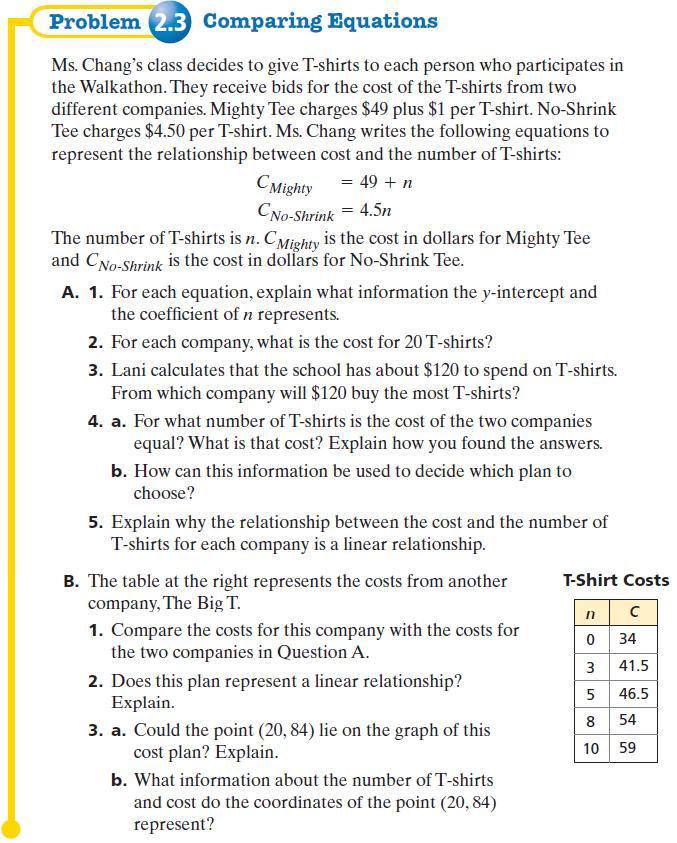 Problem 2.3 Comparing Equations
Ms. Chang's class decides to give T-shirts to each person who participates in
the Walkathon. They receive bids for the cost of the T-shirts from two
different companies. Mighty Tee charges $49 plus $1 per T-shirt. No-Shrink
Tee charges $4.50 per T-shirt. Ms. Chang writes the following equations to
represent the relationship between cost and the number of T-shirts:
C Mighty = 49 + n
C No-Shrink = 4.5n
The number of T-shirts is n. C Mighty is the cost in dollars for Mighty Tee
and C No-Shrink is the cost in dollars for No-Shrink Tee.
A. 1. For each equation, explain what information the y-intercept and
the coefficient of n represents.
2. For each company, what is the cost for 20 T-shirts?
3. Lani calculates that the school has about $120 to spend on T-shirts.
From which company will $120 buy the most T-shirts?
4. a. For what number of T-shirts is the cost of the two companies
equal? What is that cost? Explain how you found the answers.
b. How can this information be used to decide which plan to
choose?
5. Explain why the relationship between the cost and the number of
T-shirts for each company is a linear relationship.
B. The table at the right represents the costs from another
company, The Big T.
1. Compare the costs for this company with the costs for
the two companies in Question A.
2. Does this plan represent a linear relationship?
Explain.
3. a. Could the point (20, 84) lie on the graph of this
cost plan? Explain.
b. What information about the number of T-shirts
and cost do the coordinates of the point (20, 84)
represent?
T-Shirt Costs
n C
0 34
3 41.5
5 46.5
8 54
10 59